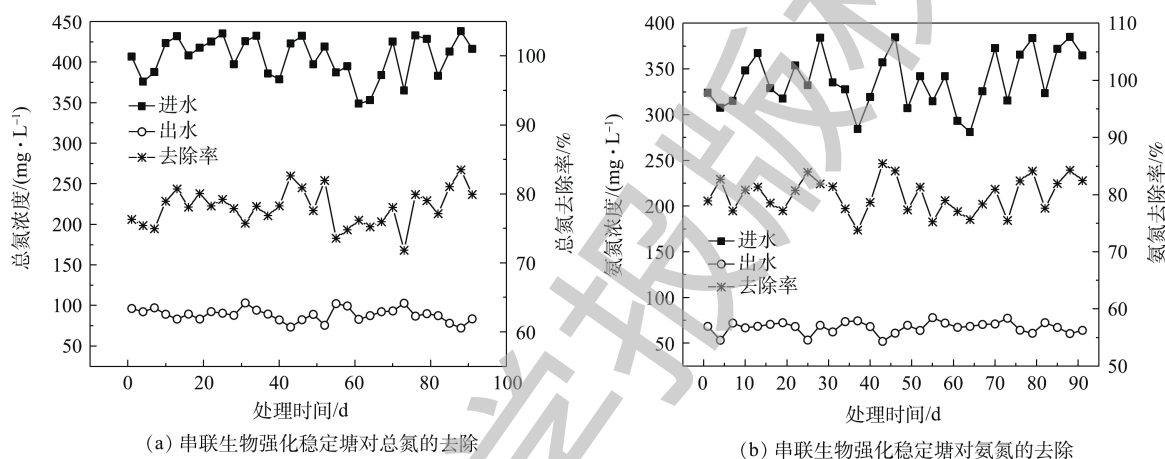 450
400
350
300
250
200
150
100
50
总氮浓度/(mg·L⁻¹)
进水
出水
去除率
100
90
80
70
60
总氮去除率/%
0 20 40 60 80 100
处理时间/d
(a) 串联生物强化稳定塘对总氮的去除
400
350
300
250
200
150
100
50
氨氮浓度/(mg·L⁻¹)
进水
出水
去除率
110
100
90
80
70
60
50
氨氮去除率/%
0 10 20 30 40 50 60 70 80 90
处理时间/d
(b) 串联生物强化稳定塘对氨氮的去除
学报版权